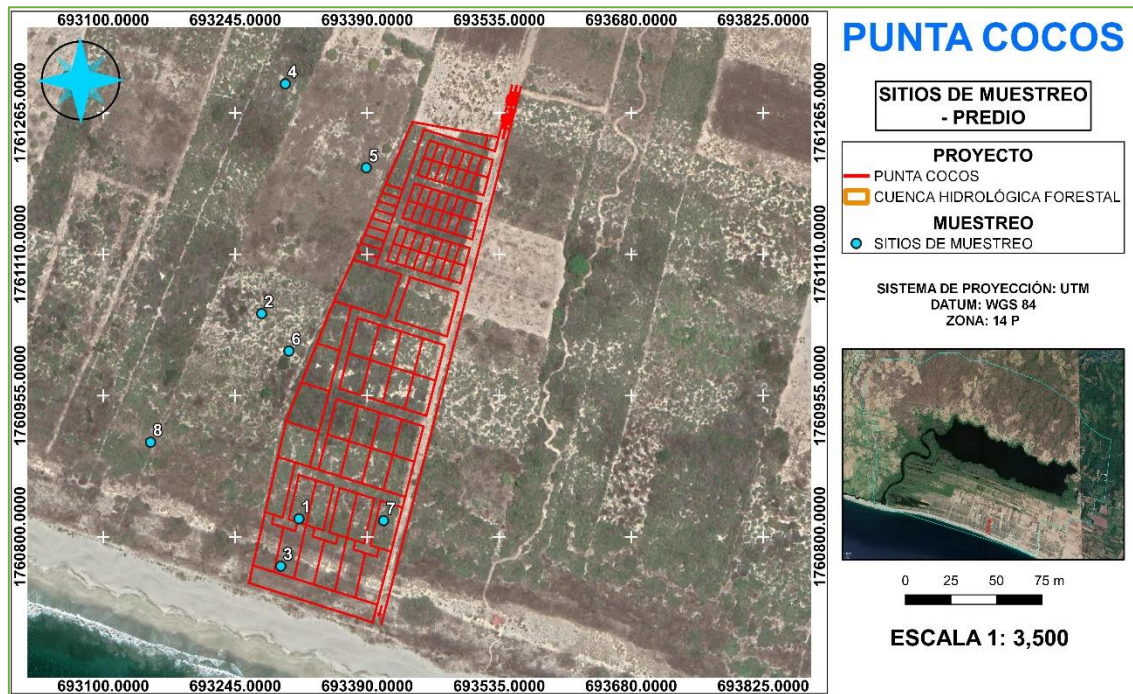 693100.0000 693245.0000 693390.0000 693535.0000 693680.0000 693825.0000
1761265.0000
1761110.0000
1760955.0000
1760800.0000
4
5
2
6
8
1
7
3
1761265.0000
1761110.0000
1760955.0000
1760800.0000
693100.0000 693245.0000 693390.0000 693535.0000 693680.0000 693825.0000
PUNTA COCOS
SITIOS DE MUESTREO
- PREDIO
PROYECTO
PUNTA COCOS
CUENCA HIDROLÓGICA FORESTAL
MUESTREO
SITIOS DE MUESTREO
SISTEMA DE PROYECCIÓN: UTM
DATUM: WGS 84
ZONA: 14 P
0 25 50 75 m
ESCALA 1: 3,500